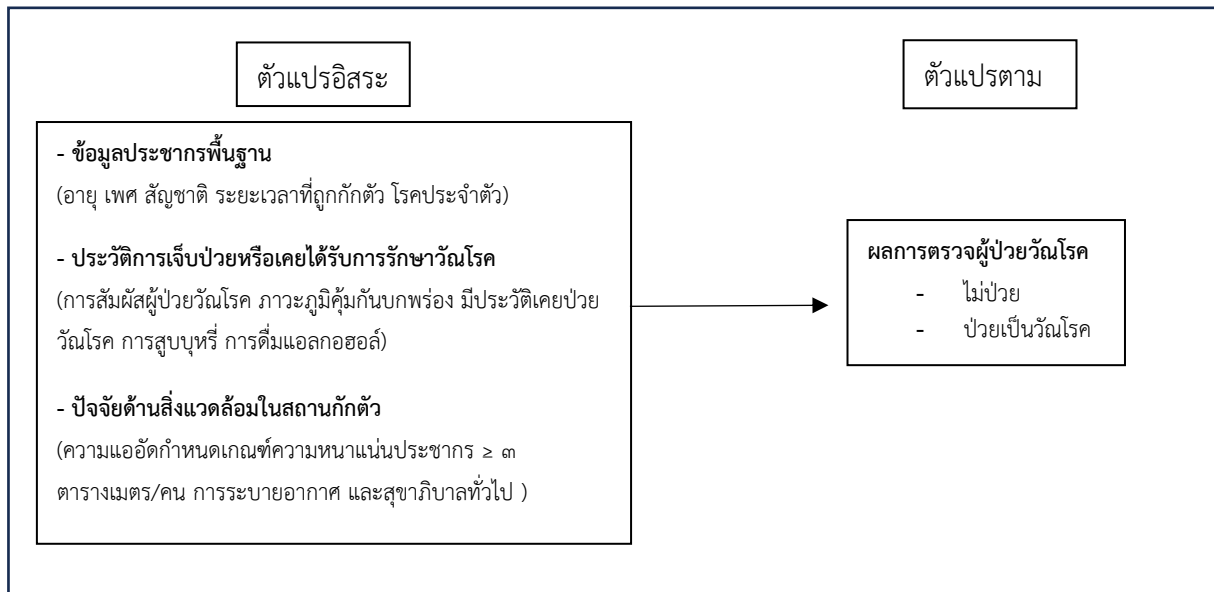 ตัวแปรอิสระ
ตัวแปรตาม
- ข้อมูลประชากรพื้นฐาน
(อายุ เพศ สัญชาติ ระยะเวลาที่ถูกกักตัว โรคประจำตัว)
- ประวัติการเจ็บป่วยหรือเคยได้รับการรักษาวัณโรค
(การสัมผัสผู้ป่วยวัณโรค ภาวะภูมิคุ้มกันบกพร่อง มีประวัติเคยป่วย
วัณโรค การสูบบุหรี่ การดื่มแอลกอฮอล์)
- ปัจจัยด้านสิ่งแวดล้อมในสถานกักตัว
(ความแออัดกำหนดเกณฑ์ความหนาแน่นประชากร ≥ ๓
ตารางเมตร/คน การระบายอากาศ และสุขาภิบาลทั่วไป )
ผลการตรวจผู้ป่วยวัณโรค
- ไม่ป่วย
- ป่วยเป็นวัณโรค